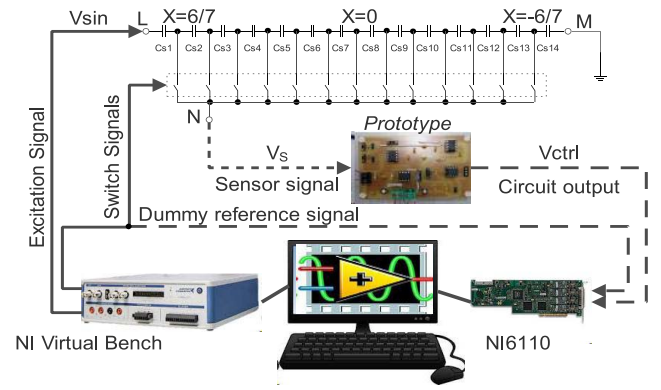 Vsin L X=6/7 X=0 X=-6/7 M
Cs1 Cs2 Cs3 Cs4 Cs5 Cs6 Cs7 Cs8 Cs9 Cs10 Cs11 Cs12 Cs13 Cs14
Excitation Signal
Switch Signals
N
Prototype
Vs
Sensor signal
Vctrl
Circuit output
Dummy reference signal
NI Virtual Bench
NI6110